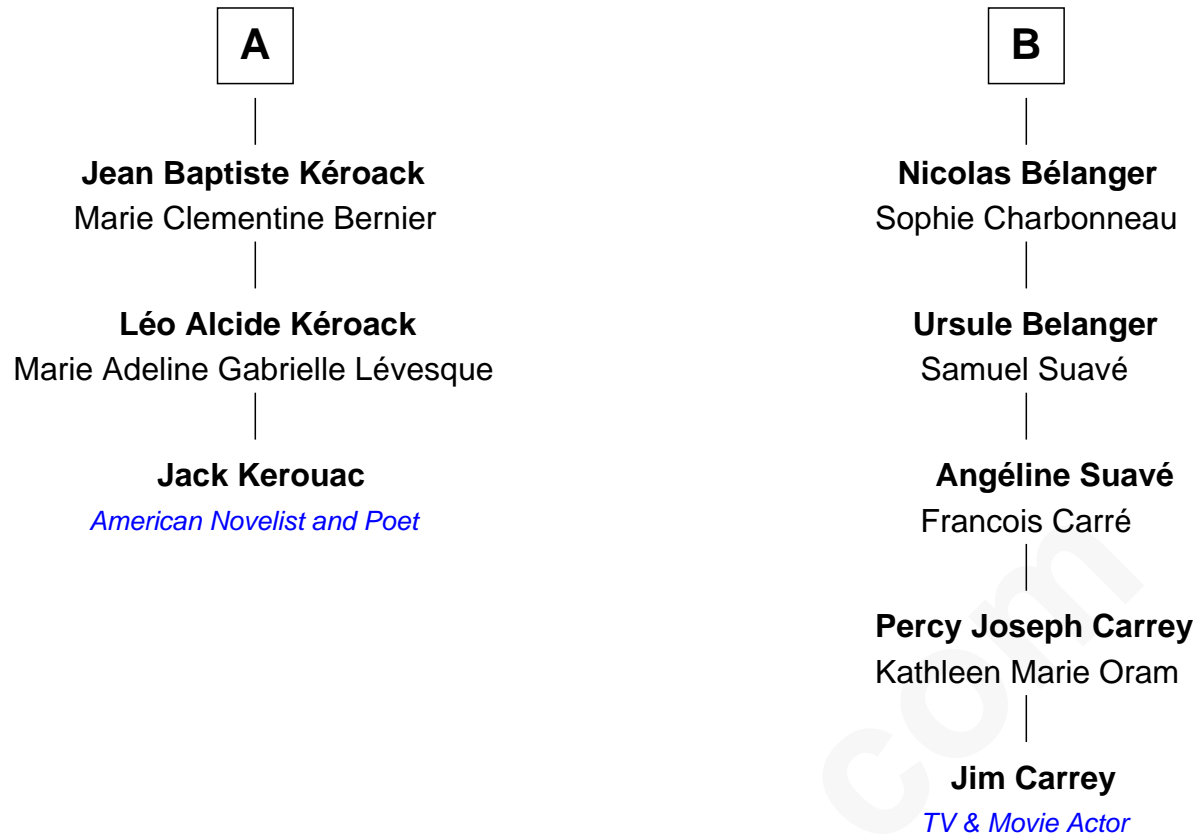 A
Jean Baptiste Kéroack
Marie Clementine Bernier
Léo Alcide Kéroack
Marie Adeline Gabrielle Lévesque
Jack Kerouac
American Novelist and Poet
B
Nicolas Bélanger
Sophie Charbonneau
Ursule Belanger
Samuel Suavé
Angéline Suavé
Francois Carré
Percy Joseph Carrey
Kathleen Marie Oram
Jim Carrey
TV & Movie Actor
com